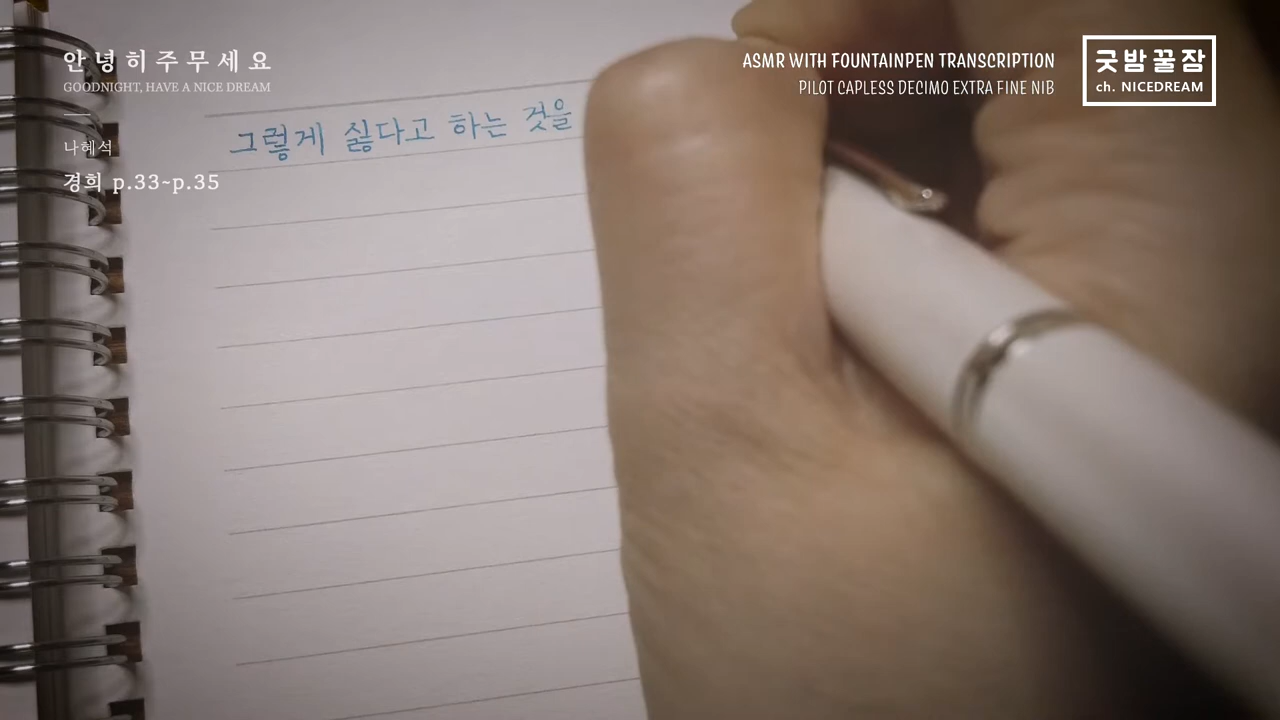 안녕히주무세요
GOODNIGHT, HAVE A NICE DREAM
나혜석
경희 p.33~p.35
ASMR WITH FOUNTAINPEN TRANSCRIPTION
PILOT CAPLESS DECIMO EXTRA FINE NIB
굿밤꿀잠
ch. NICEDREAM
그렇게 싫다고 하는 것을